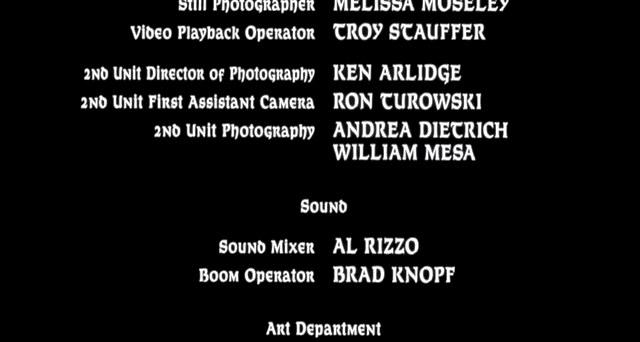 Still Photographer MELISSA MOSELEY
Video Playback Operator TROY STAUFFER
2nd Unit Director of Photography KEN ARLIDGE
2nd Unit First Assistant Camera RON TUROWSKI
2nd Unit Photography ANDREA DIETRICH
WILLIAM MESA
Sound
Sound Mixer AL RIZZO
Boom Operator BRAD KNOPF
Art Department